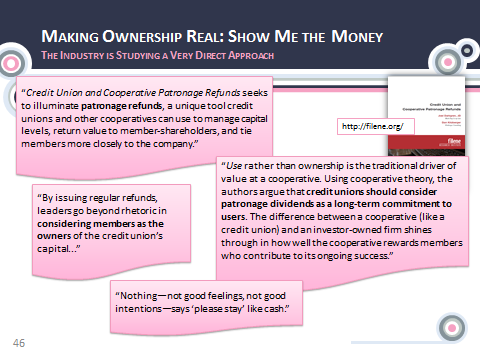 MAKING OWNERSHIP REAL: SHOW ME THE MONEY
THE INDUSTRY IS STUDYING A VERY DIRECT APPROACH
“Credit Union and Cooperative Patronage Refunds seeks
to illuminate patronage refunds, a unique tool credit
unions and other cooperatives can use to manage capital
levels, return value to member-shareholders, and tie
members more closely to the company.”
http://filene.org/
Credit Union and
Cooperative Patronage Refunds
filene
“Use rather than ownership is the traditional driver of
value at a cooperative. Using cooperative theory, the
authors argue that credit unions should consider
patronage dividends as a long-term commitment to
users. The difference between a cooperative (like a
credit union) and an investor-owned firm shines
through in how well the cooperative rewards members
who contribute to its ongoing success.”
“By issuing regular refunds,
leaders go beyond rhetoric in
considering members as the
owners of the credit union’s
capital...”
“Nothing—not good feelings, not good
intentions—says ‘please stay’ like cash.”
46